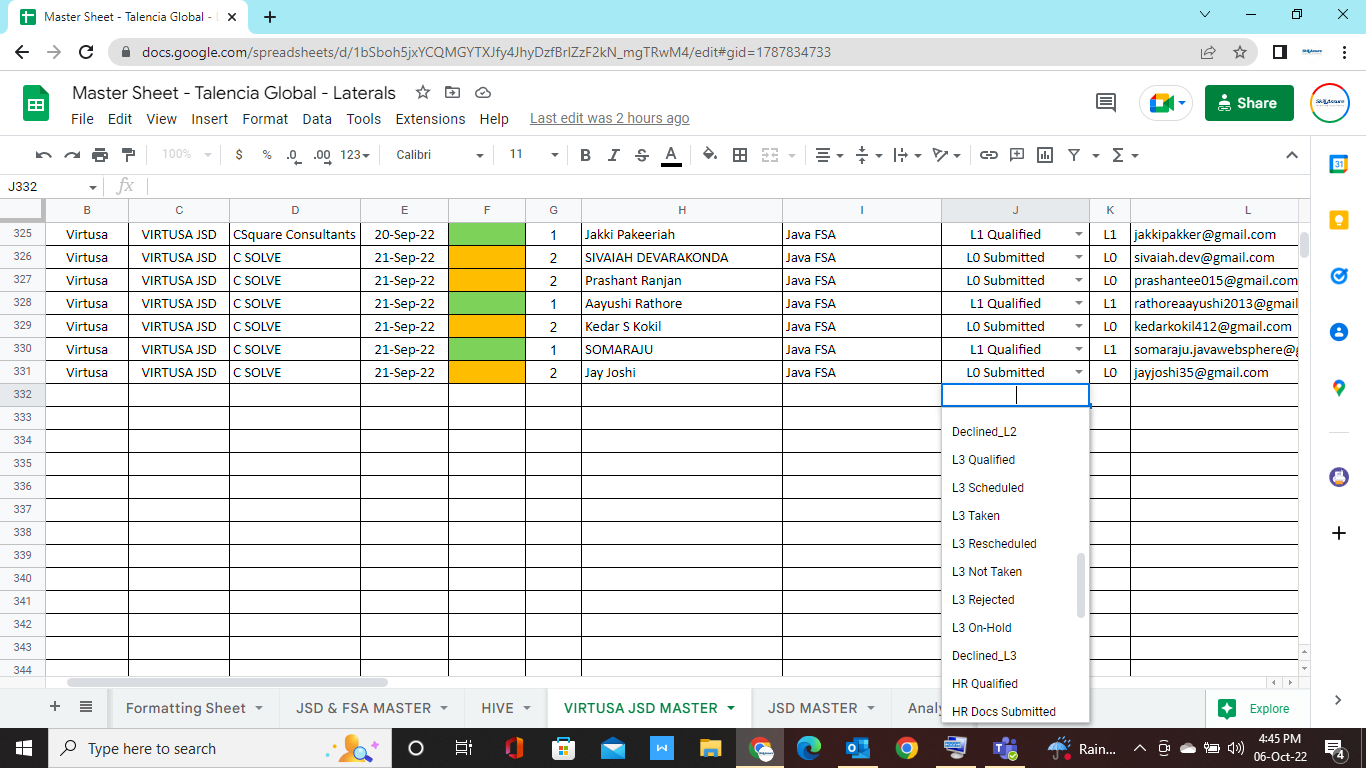 Master Sheet - Talencia Global -
docs.google.com/spreadsheets/d/1bSboh5jxYCQMGYTXJfy4JhyDzfBrIZzF2kN_mgTRwM4/edit#gid=1787834733
Master Sheet - Talencia Global - Laterals
Share
File Edit View Insert Format Data Tools Extensions Help Last edit was 2 hours ago
100% $ % .0 .00 123 Calibri 11 B I S A
J332 fx
B C D E F G H I J K L
325 Virtusa VIRTUSA JSD CSquare Consultants 20-Sep-22 1 Jakki Pakeeriah Java FSA L1 Qualified L1 jakkipakker@gmail.com
326 Virtusa VIRTUSA JSD C SOLVE 21-Sep-22 2 SIVAIAH DEVARAKONDA Java FSA L0 Submitted L0 sivaiah.dev@gmail.com
327 Virtusa VIRTUSA JSD C SOLVE 21-Sep-22 2 Prashant Ranjan Java FSA L0 Submitted L0 prashantee015@gmail.com
328 Virtusa VIRTUSA JSD C SOLVE 21-Sep-22 1 Aayushi Rathore Java FSA L1 Qualified L1 rathoreaayushi2013@gmail
329 Virtusa VIRTUSA JSD C SOLVE 21-Sep-22 2 Kedar S Kokil Java FSA L0 Submitted L0 kedarkokil412@gmail.com
330 Virtusa VIRTUSA JSD C SOLVE 21-Sep-22 1 SOMARAJU Java FSA L1 Qualified L1 somaraju.javawebsphere@g
331 Virtusa VIRTUSA JSD C SOLVE 21-Sep-22 2 Jay Joshi Java FSA L0 Submitted L0 jayjoshi35@gmail.com
332
333
334
335
336
337
338
339
340
341
342
343
344
Declined_L2
L3 Qualified
L3 Scheduled
L3 Taken
L3 Rescheduled
L3 Not Taken
L3 Rejected
L3 On-Hold
Declined_L3
HR Qualified
HR Docs Submitted
Formatting Sheet JSD & FSA MASTER HIVE VIRTUSA JSD MASTER JSD MASTER Analy Explore
Type here to search Rain... 4:45 PM
06-Oct-22 4